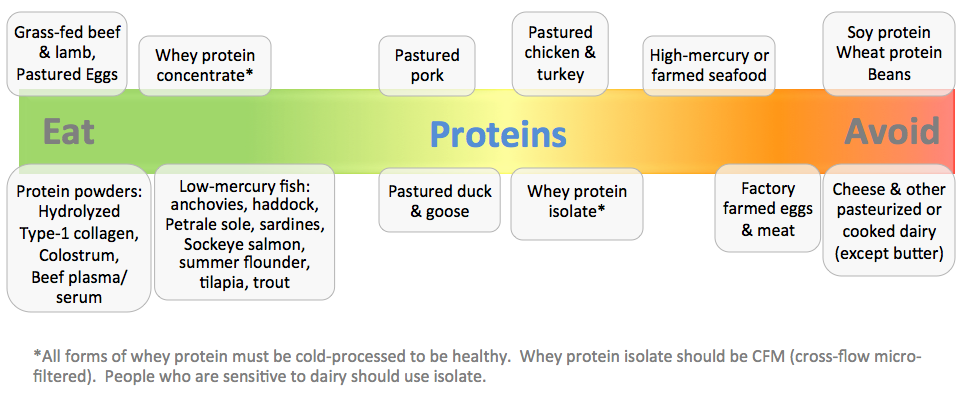 Grass-fed beef
& lamb,
Pastured Eggs
Whey protein
concentrate*
Pastured
pork
Pastured
chicken &
turkey
High-mercury or
farmed seafood
Soy protein
Wheat protein
Beans
Eat
Proteins
Avoid
Protein powders:
Hydrolyzed
Type-1 collagen,
Colostrum,
Beef plasma/
serum
Low-mercury fish:
anchovies, haddock,
Petrale sole, sardines,
Sockeye salmon,
summer flounder,
tilapia, trout
Pastured duck
& goose
Whey protein
isolate*
Factory
farmed eggs
& meat
Cheese & other
pasteurized or
cooked dairy
(except butter)
*All forms of whey protein must be cold-processed to be healthy.  Whey protein isolate should be CFM (cross-flow micro-
filtered).  People who are sensitive to dairy should use isolate.